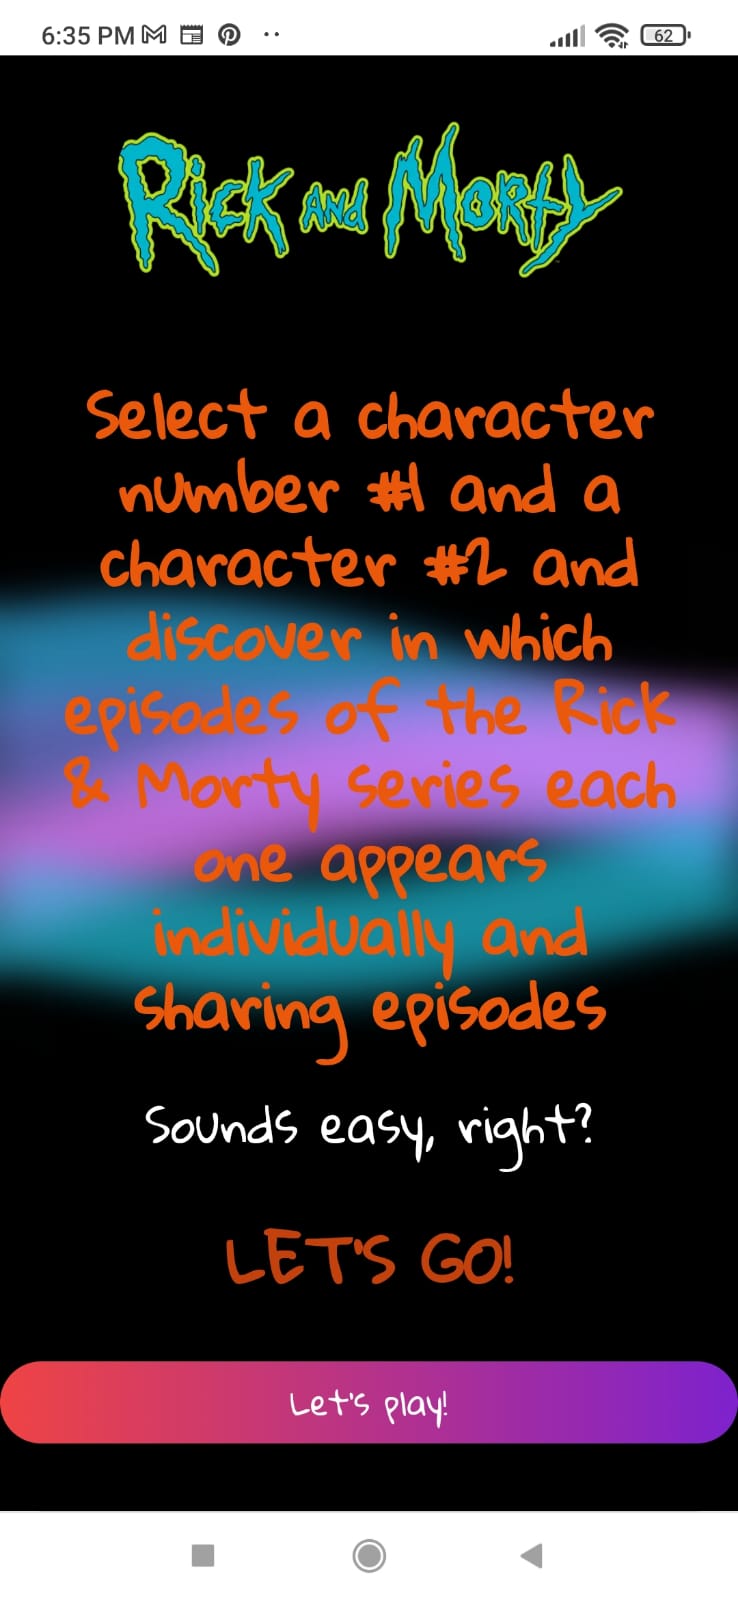 6:35 PM
62
Rick and Morty
Select a character
number #1 and a
character #2 and
discover in which
episodes of the Rick
& Morty series each
one appears
individually and
sharing episodes
Sounds easy, right?
LET'S GO!
Let's play!